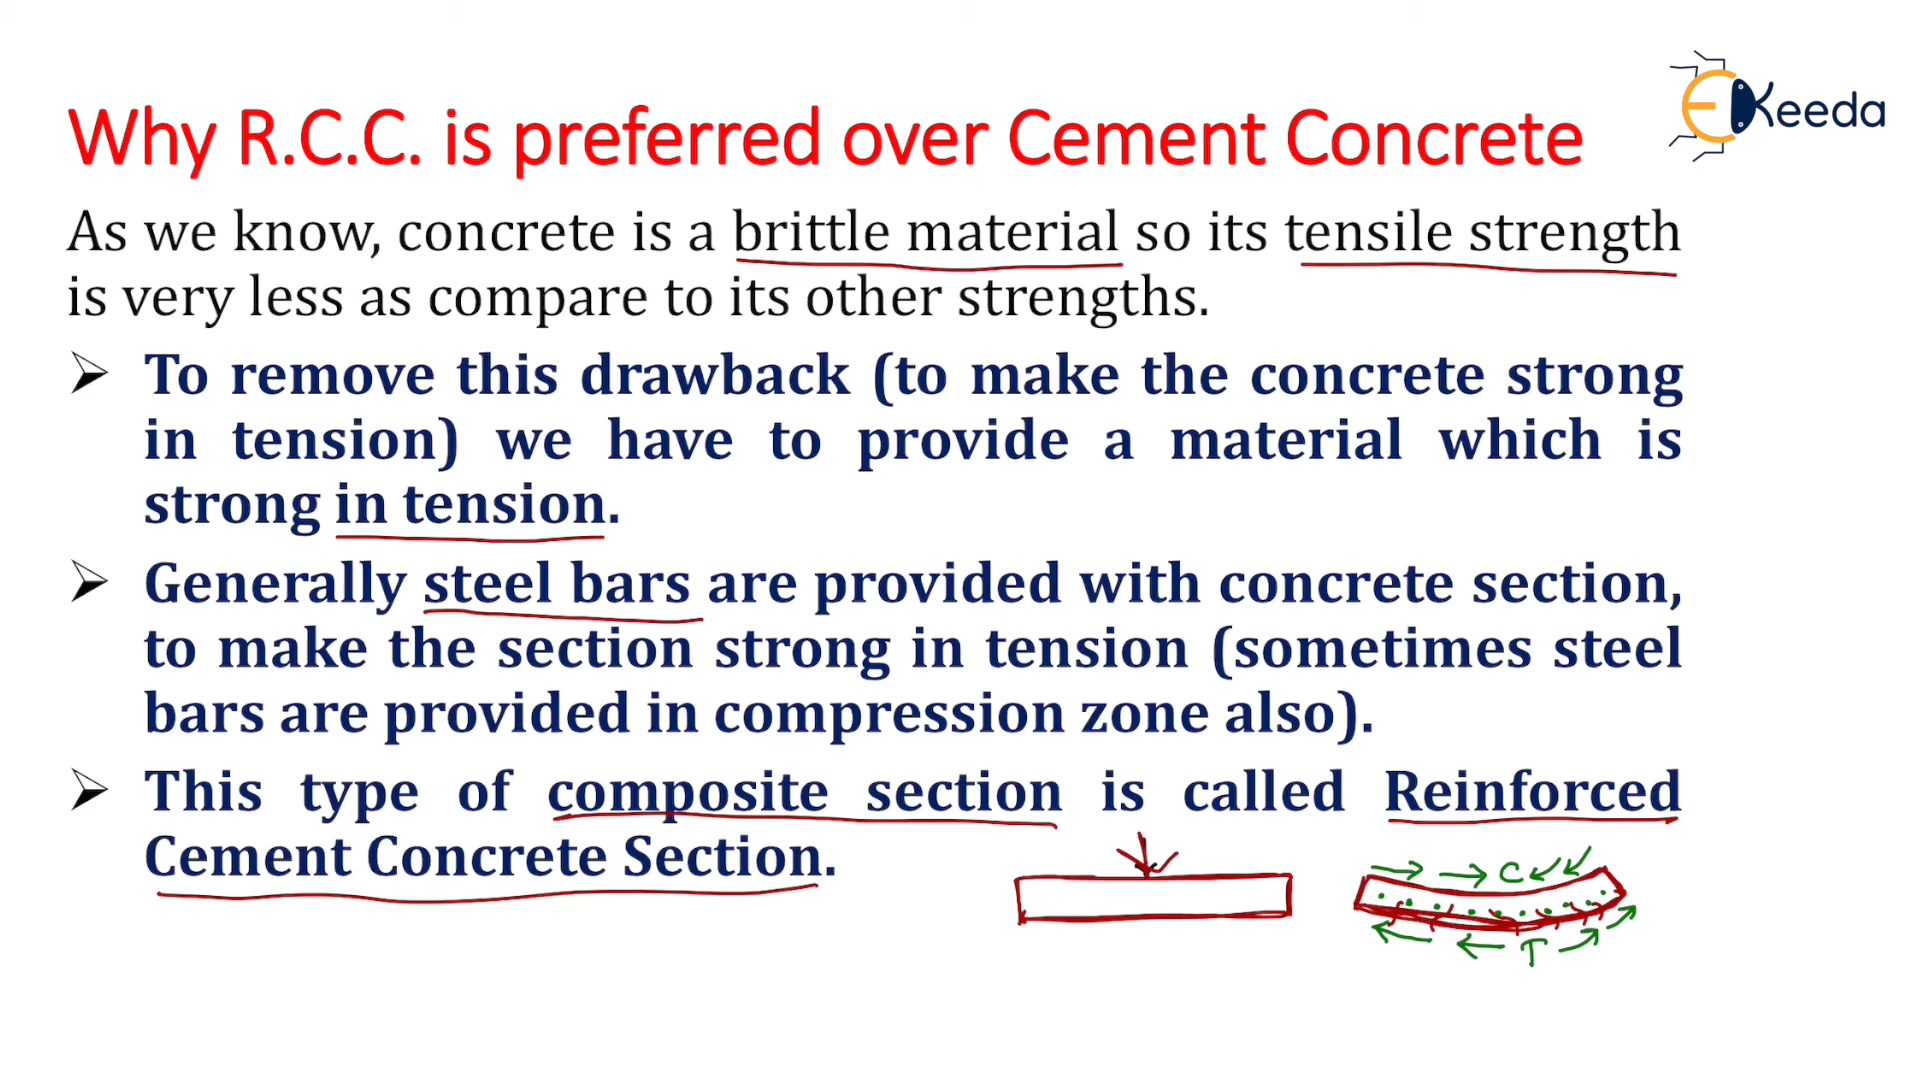 EKeeda
Why R.C.C. is preferred over Cement Concrete
As we know, concrete is a brittle material so its tensile strength
is very less as compare to its other strengths.
➢ To remove this drawback (to make the concrete strong
in tension) we have to provide a material which is
strong in tension.
➢ Generally steel bars are provided with concrete section,
to make the section strong in tension (sometimes steel
bars are provided in compression zone also).
➢ This type of composite section is called Reinforced
Cement Concrete Section.
C
T